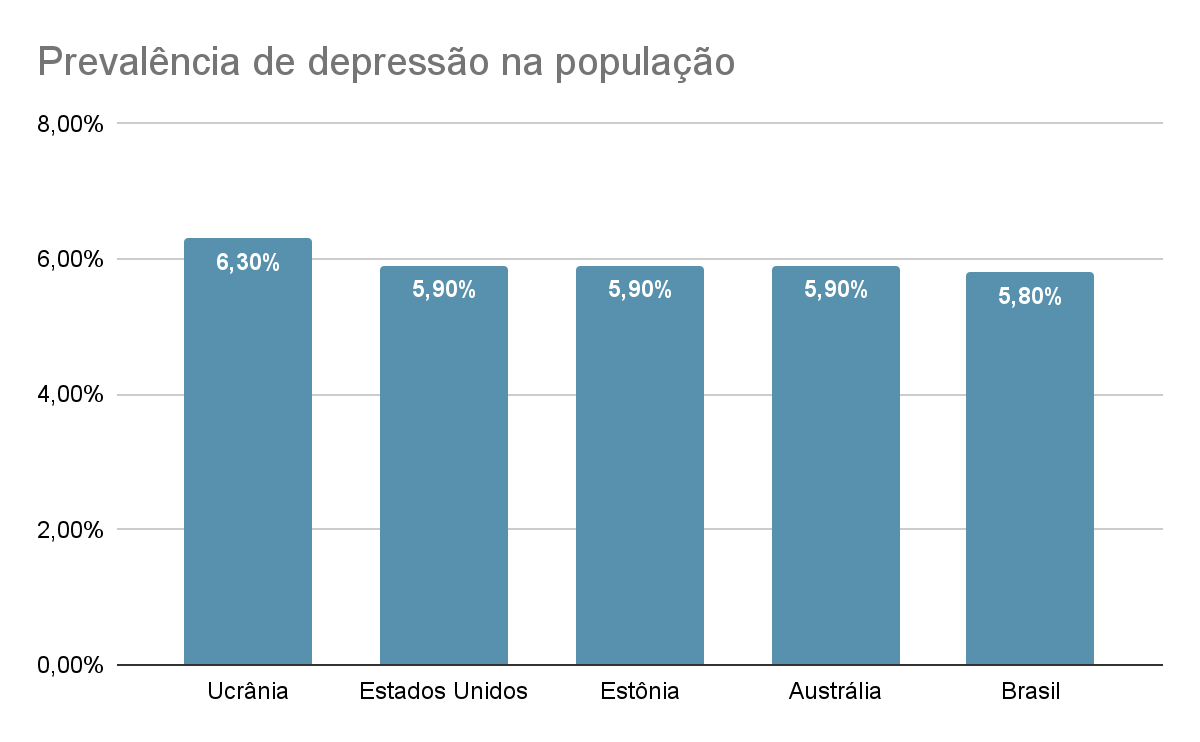 Prevalência de depressão na população
8,00%
6,00%
4,00%
2,00%
0,00%
6,30%
5,90%
5,90%
5,90%
5,80%
Ucrânia
Estados Unidos
Estônia
Austrália
Brasil